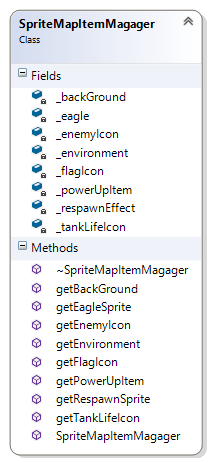 SpriteMapItemMagager
Class
Fields
_backGround
_eagle
_enemyIcon
_environment
_flagIcon
_powerUpItem
_respawnEffect
_tankLifeIcon
Methods
~SpriteMapItemMagager
getBackGround
getEagleSprite
getEnemyIcon
getEnvironment
getFlagIcon
getPowerUpItem
getRespawnSprite
getTankLifeIcon
SpriteMapItemMagager